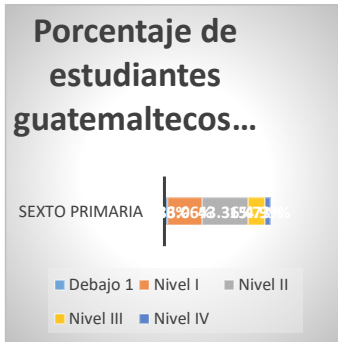 Porcentaje de
estudiantes
guatemaltecos...
SEXTO PRIMARIA
Debajo 1 Nivel I Nivel II
Nivel III Nivel IV